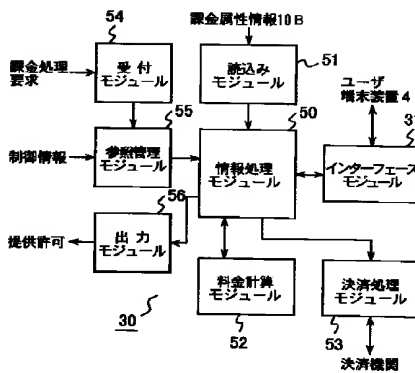 54
課金属性情報10B
受付
モジュール
課金処理
要求
読込み
モジュール
51
ユーザ
端末装置4
55
50
31
制御情報
参照管理
モジュール
情報処理
モジュール
インターフェース
モジュール
56
提供許可
出力
モジュール
料金計算
モジュール
決済処理
モジュール
30
52
53
決済機関